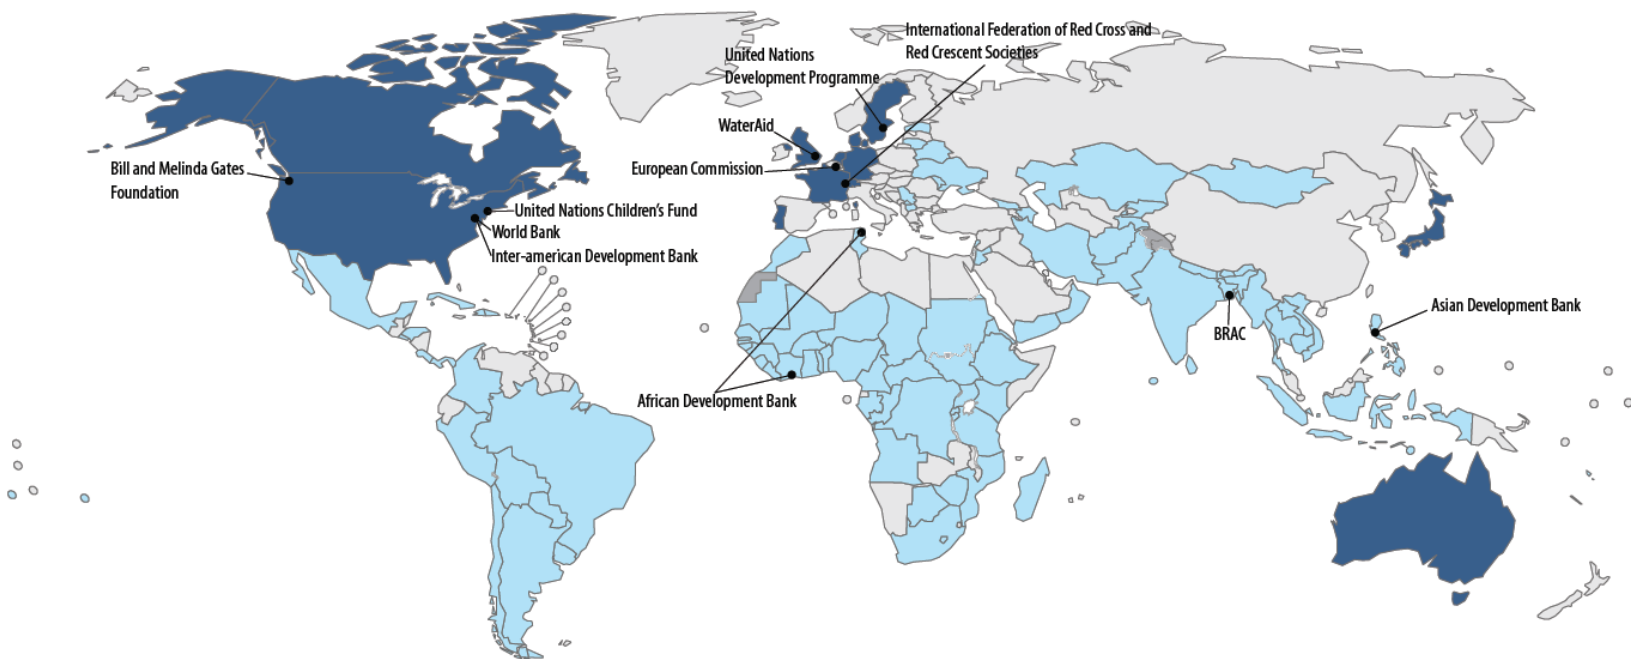 International Federation of Red Cross and
Red Crescent Societies
United Nations
Development Programme
WaterAid
European Commission
Bill and Melinda Gates
Foundation
United Nations Children's Fund
World Bank
Inter-american Development Bank
African Development Bank
BRAC
Asian Development Bank